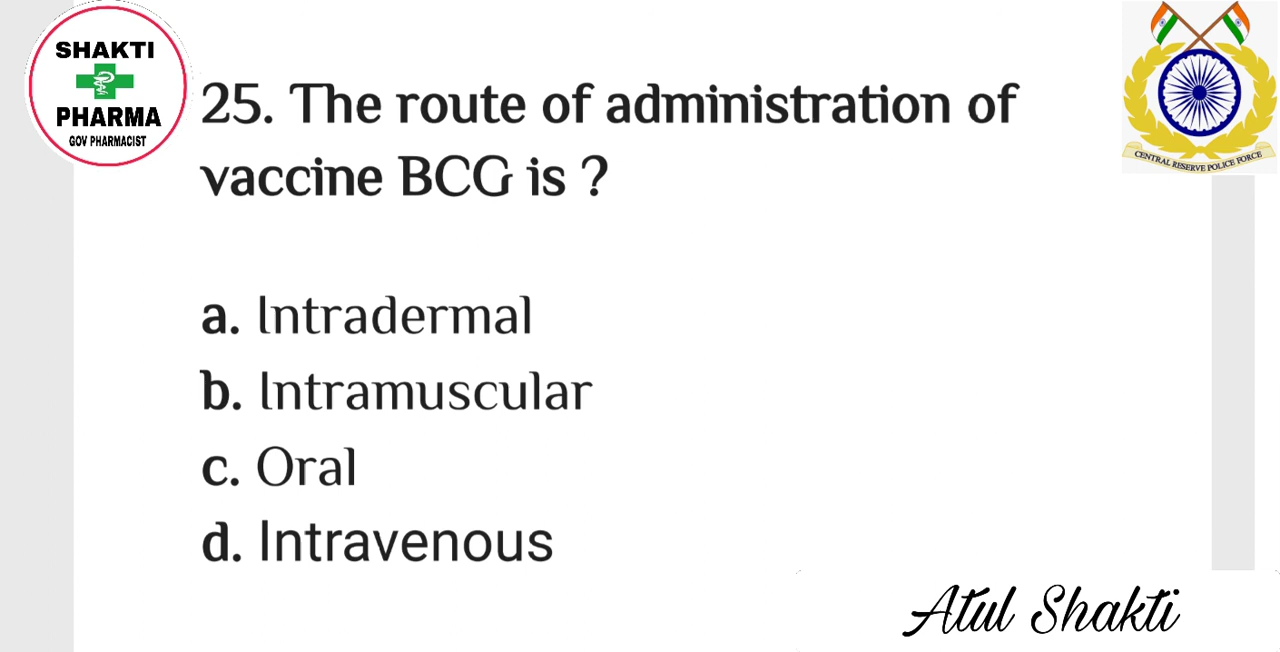 SHAKTI
PHARMA
GOV PHARMACIST
25. The route of administration of
vaccine BCG is ?
a. Intradermal
b. Intramuscular
c. Oral
d. Intravenous
CENTRAL RESERVE POLICE FORCE
Atul Shakti